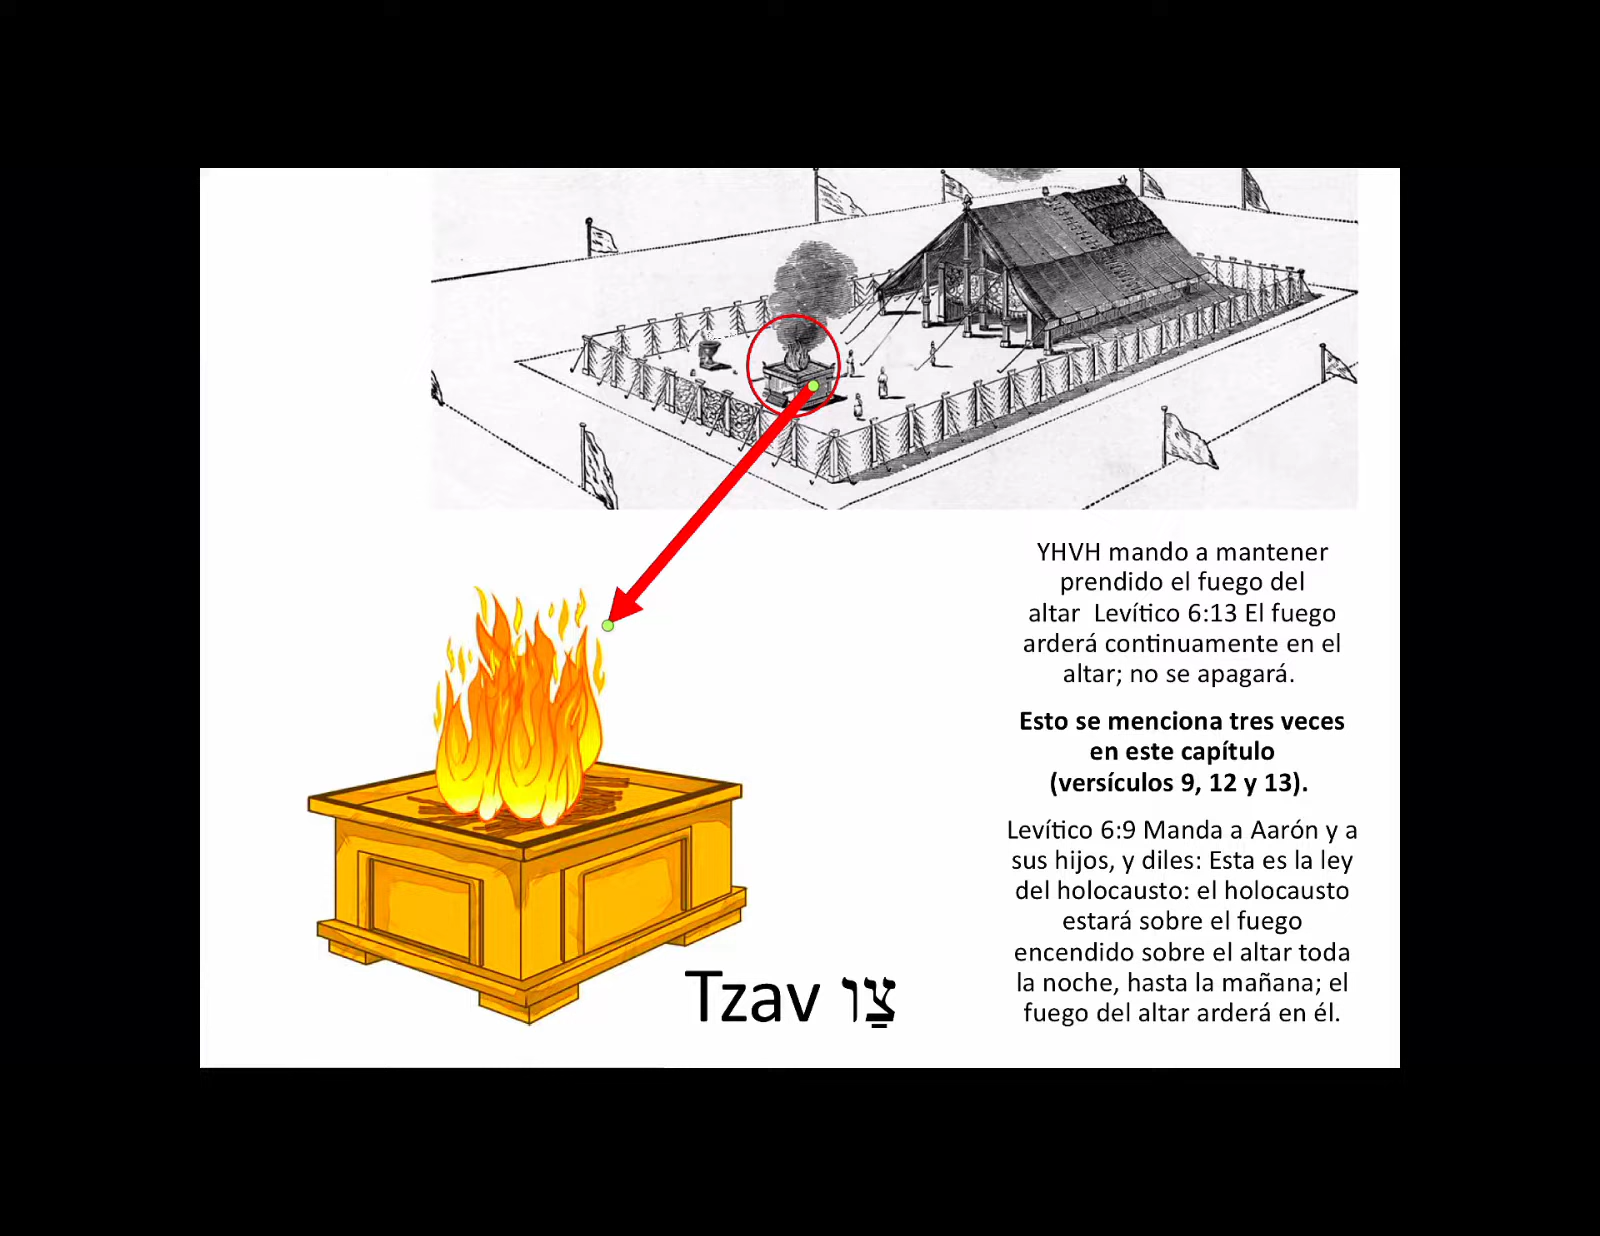 YHVH mando a mantener
prendido el fuego del
altar  Levítico 6:13 El fuego
arderá continuamente en el
altar; no se apagará.
Esto se menciona tres veces
en este capítulo
(versículos 9, 12 y 13).
Levítico 6:9 Manda a Aarón y a
sus hijos, y diles: Esta es la ley
del holocausto: el holocausto
estará sobre el fuego
encendido sobre el altar toda
la noche, hasta la mañana; el
fuego del altar arderá en él.
Tzav צַו